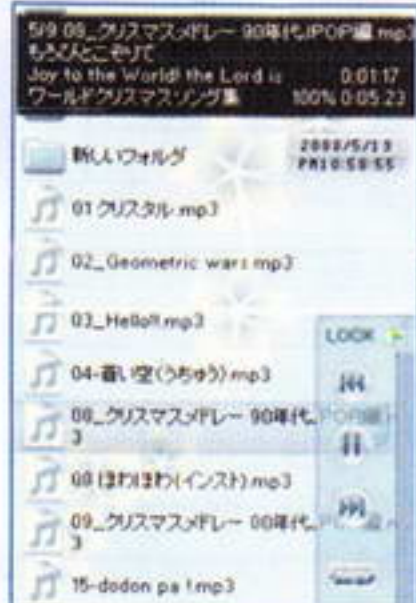 5/9 08_クリスマスメドレー 90年代JPOP編.mp3
もろびとこぞりて
Joy to the World! the Lord is
0:01:17
ワールドクリスマスソング集
100% 0:05:23
新しいフォルダ
PM10:58:55
01 クリスタル.mp3
02_Geometric wars.mp3
03_Hello!!.mp3
LOCK
04-蒼い空(うちゅう).mp3
08_クリスマスメドレー 90年代_POP編
3
08 ほわほわ(インスト).mp3
09_クリスマスメドレー 00年代_POP編
3
15-dodon pa !.mp3